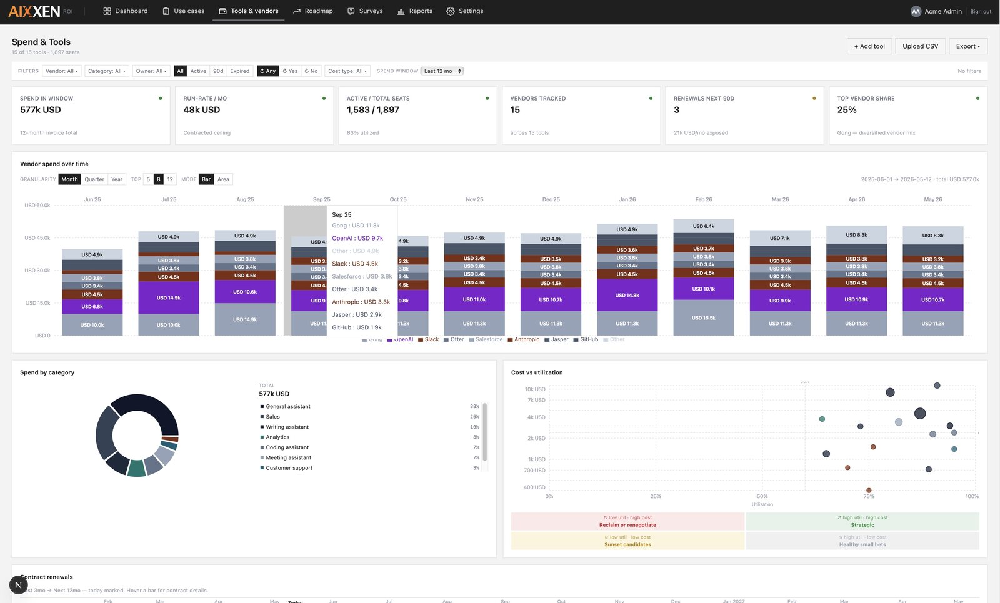 AIXXEN ROI
Dashboard
Use cases
Tools & vendors
Roadmap
Surveys
Reports
Settings
AA Acme Admin
Sign out
Spend & Tools
15 of 15 tools · 1,897 seats
+ Add tool
Upload CSV
Export ▾
FILTERS Vendor: All ▾ Category: All ▾ Owner: All ▾ All Active 90d Expired ↻ Any ↻ Yes ↻ No Cost type: All ▾ SPEND WINDOW Last 12 mo No filters
SPEND IN WINDOW
577k USD
12-month invoice total
RUN-RATE / MO
48k USD
Contracted ceiling
ACTIVE / TOTAL SEATS
1,583 / 1,897
83% utilized
VENDORS TRACKED
15
across 15 tools
RENEWALS NEXT 90D
3
21k USD/mo exposed
TOP VENDOR SHARE
25%
Gong — diversified vendor mix
Vendor spend over time
GRANULARITY Month Quarter Year TOP 5 8 12 MODE Bar Area 2025-06-01 → 2026-05-12 · total USD 577.0k
Jun 25 Jul 25 Aug 25 Sep 25 Oct 25 Nov 25 Dec 25 Jan 26 Feb 26 Mar 26 Apr 26 May 26
USD 60.0k
USD 45.0k
USD 30.0k
USD 15.0k
USD 0
USD 4.9k
USD 3.8k
USD 3.4k
USD 4.5k
USD 6.8k
USD 10.0k
USD 4.9k
USD 3.8k
USD 3.4k
USD 4.5k
USD 14.9k
USD 10.0k
USD 4.9k
USD 3.8k
USD 3.4k
USD 4.5k
USD 10.6k
USD 14.9k
USD 4.
USD 3.
USD 3.
USD 3.
USD 4.
USD 9.
USD 11.
Sep 25
Gong : USD 11.3k
OpenAI : USD 9.7k
Other : USD 4.9k
Slack : USD 4.5k
Salesforce : USD 3.8k
Otter : USD 3.4k
Anthropic : USD 3.3k
Jasper : USD 2.9k
GitHub : USD 1.9k
4.9k
3.2k
3.8k
3.4k
4.5k
9.8k
11.3k
USD 4.9k
USD 3.4k
USD 3.8k
USD 3.4k
USD 4.5k
USD 11.0k
USD 11.3k
USD 4.9k
USD 3.5k
USD 3.8k
USD 3.4k
USD 4.5k
USD 10.7k
USD 11.3k
USD 4.9k
USD 3.6k
USD 3.8k
USD 3.4k
USD 4.5k
USD 14.8k
USD 11.3k
USD 6.4k
USD 3.7k
USD 3.8k
USD 3.4k
USD 4.5k
USD 10.1k
USD 16.5k
USD 7.1k
USD 3.3k
USD 3.8k
USD 3.4k
USD 4.5k
USD 9.9k
USD 11.3k
USD 8.3k
USD 3.3k
USD 3.8k
USD 3.4k
USD 4.5k
USD 10.9k
USD 11.3k
USD 8.3k
USD 3.2k
USD 3.8k
USD 3.4k
USD 4.5k
USD 10.7k
USD 11.3k
Gong OpenAI Slack Otter Salesforce Anthropic Jasper GitHub Other
Spend by category
TOTAL
577k USD
General assistant 38%
Sales 25%
Writing assistant 10%
Analytics 8%
Coding assistant 7%
Meeting assistant 7%
Customer support 3%
Cost vs utilization
10k USD
7k USD
4k USD
2k USD
1k USD
700 USD
400 USD
0% 25% 50% 75% 100%
Utilization
↖ low util · high cost
Reclaim or renegotiate
↗ high util · high cost
Strategic
↙ low util · low cost
Sunset candidates
↘ high util · low cost
Healthy small bets
Contract renewals
N
ast 3mo → Next 12mo — today marked. Hover a bar for contract details.
Feb Mar Apr May Today Jun Jul Aug Sep Oct Nov Dec Jan 2027 Feb Mar Apr May